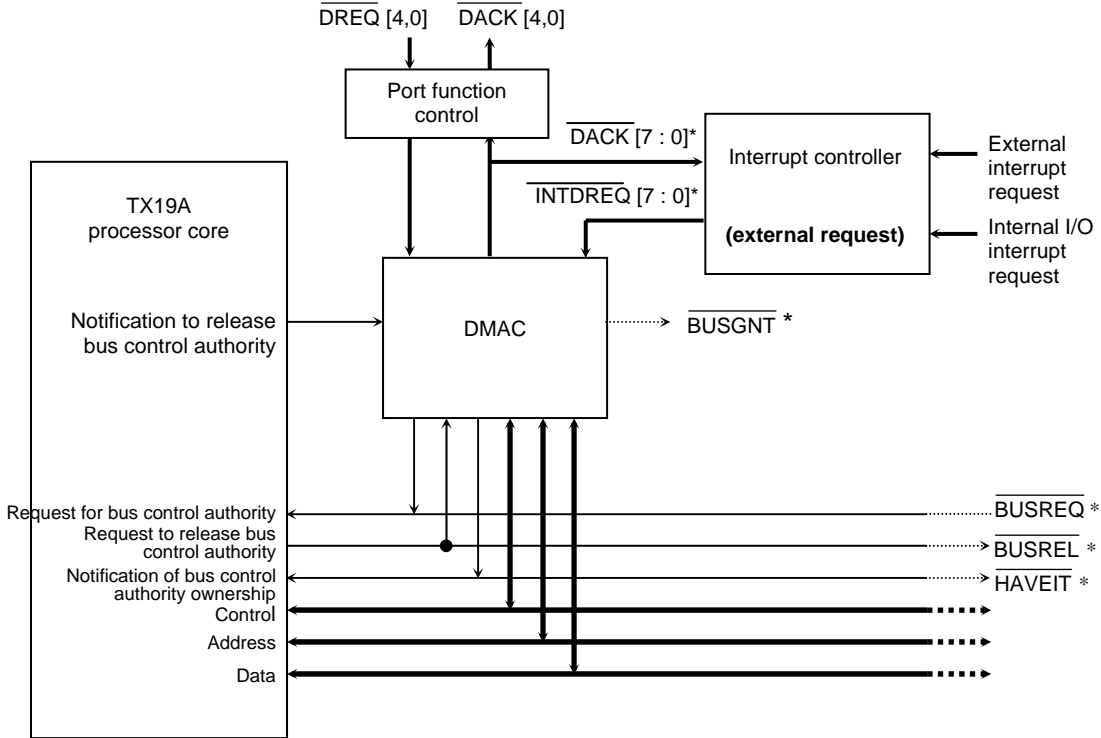 DREQ [4,0]
DACK [4,0]
Port function
control
DACK [7 : 0]*
INTDREQ [7 : 0]*
Interrupt controller
(external request)
External
interrupt
request
Internal I/O
interrupt
request
TX19A
processor core
Notification to release
bus control authority
DMAC
BUSGNT *
Request for bus control authority
BUSREQ *
Request to release bus
control authority
BUSREL *
Notification of bus control
authority ownership
HAVEIT *
Control
Address
Data